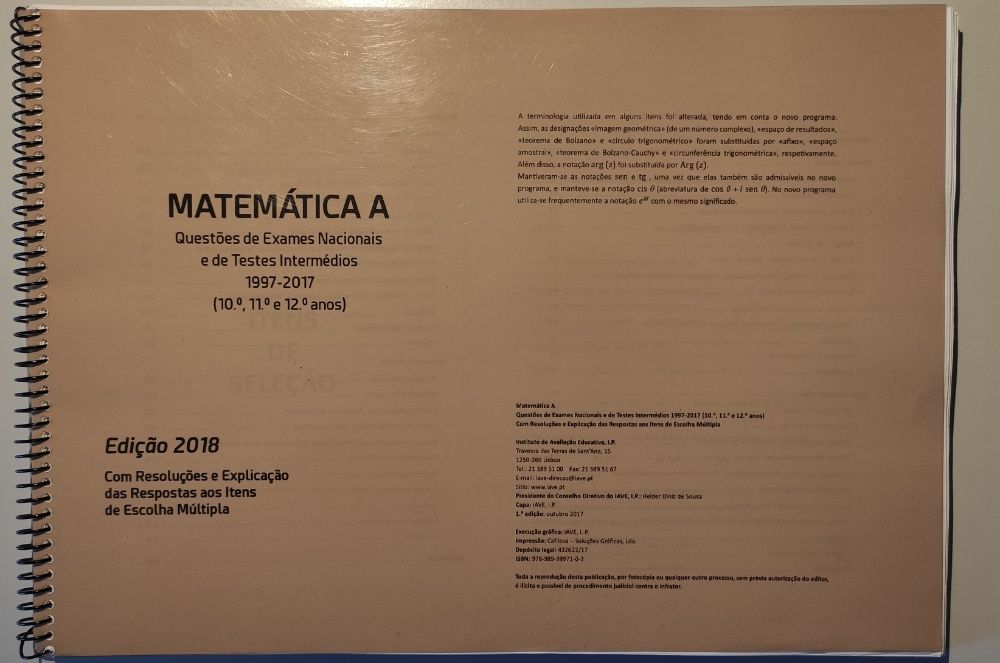 MATEMÁTICA A
Questões de Exames Nacionais
e de Testes Intermédios
1997-2017
(10.º, 11.º e 12.º anos)
ITENS
DE
SELEÇÃO
Edição 2018
Com Resoluções e Explicação
das Respostas aos Itens
de Escolha Múltipla
A terminologia utilizada em alguns itens foi alterada, tendo em conta o novo programa.
Assim, as designações «imagem geométrica» (de um número complexo), «espaço de resultados»,
«teorema de Bolzano» e «círculo trigonométrico» foram substituídas por «afixo», «espaço
amostral», «teorema de Bolzano-Cauchy» e «circunferência trigonométrica», respetivamente.
Além disso, a notação arg (z) foi substituída por Arg (z).
Mantiveram-se as notações sen e tg , uma vez que elas também são admissíveis no novo
programa, e manteve-se a notação cis θ (abreviatura de cos θ + i sen θ). No novo programa
utiliza-se frequentemente a notação e^{iθ} com o mesmo significado.
Matemática A
Questões de Exames Nacionais e de Testes Intermédios 1997-2017 (10.º, 11.º e 12.º anos)
Com Resoluções e Explicação das Respostas aos Itens de Escolha Múltipla
Instituto de Avaliação Educativa, I.P.
Travessa das Terras de Sant'Ana, 15
1250-269 Lisboa
Tel.: 21 389 51 00 Fax: 21 389 51 67
E-mail: iave-direcao@iave.pt
Sítio: www.iave.pt
Presidente do Conselho Diretivo do IAVE, I.P.: Helder Diniz de Sousa
Capa: IAVE, I.P.
1.ª edição: outubro 2017
Execução gráfica: IAVE, I. P.
Impressão: Cafilesa – Soluções Gráficas, Lda.
Depósito legal: 432622/17
ISBN: 978-989-99971-0-3
Toda a reprodução desta publicação, por fotocópia ou qualquer outro processo, sem prévia autorização do editor,
é ilícita e passível de procedimento judicial contra o infrator.